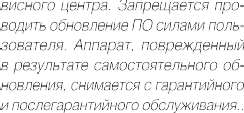 висного центра. Запрещается про-
водить обновление ПО силами поль-
зователя. Аппарат, поврежденный
в результате самостоятельного об-
новления, снимается с гарантийного
и послегарантийного обслуживания..